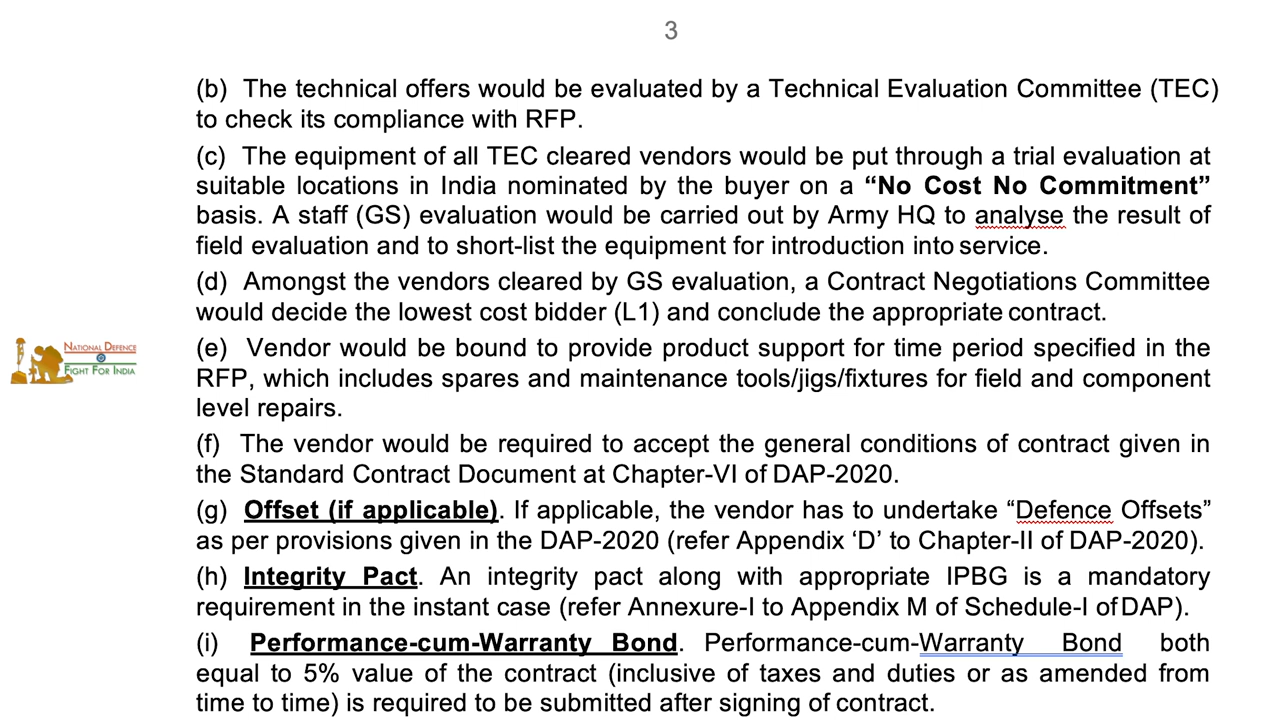 3
(b) The technical offers would be evaluated by a Technical Evaluation Committee (TEC)
to check its compliance with RFP.
(c) The equipment of all TEC cleared vendors would be put through a trial evaluation at
suitable locations in India nominated by the buyer on a “No Cost No Commitment”
basis. A staff (GS) evaluation would be carried out by Army HQ to analyse the result of
field evaluation and to short-list the equipment for introduction into service.
(d) Amongst the vendors cleared by GS evaluation, a Contract Negotiations Committee
would decide the lowest cost bidder (L1) and conclude the appropriate contract.
NATIONAL DEFENCE
FIGHT FOR INDIA
(e) Vendor would be bound to provide product support for time period specified in the
RFP, which includes spares and maintenance tools/jigs/fixtures for field and component
level repairs.
(f) The vendor would be required to accept the general conditions of contract given in
the Standard Contract Document at Chapter-VI of DAP-2020.
(g) Offset (if applicable). If applicable, the vendor has to undertake “Defence Offsets”
as per provisions given in the DAP-2020 (refer Appendix ‘D’ to Chapter-II of DAP-2020).
(h) Integrity Pact. An integrity pact along with appropriate IPBG is a mandatory
requirement in the instant case (refer Annexure-I to Appendix M of Schedule-I of DAP).
(i) Performance-cum-Warranty Bond. Performance-cum-Warranty Bond both
equal to 5% value of the contract (inclusive of taxes and duties or as amended from
time to time) is required to be submitted after signing of contract.